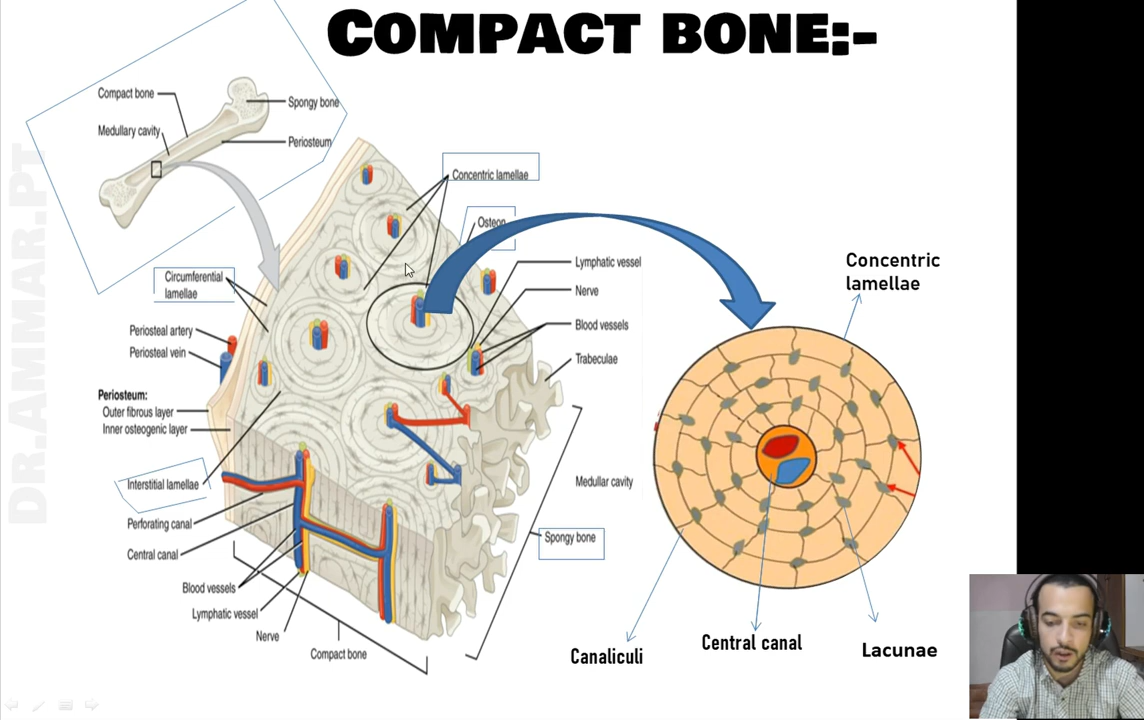 COMPACT BONE:-
Compact bone
Spongy bone
Medullary cavity
Periosteum
DR.AMMAR.PT
Concentric lamellae
Osteon
Circumferential
lamellae
Lymphatic vessel
Nerve
Blood vessels
Trabeculae
Periosteal artery
Periosteal vein
Periosteum:
Outer fibrous layer
Inner osteogenic layer
Interstitial lamellae
Perforating canal
Central canal
Blood vessels
Lymphatic vessel
Nerve
Compact bone
Medullar cavity
Spongy bone
Concentric
lamellae
Canaliculi
Central canal
Lacunae